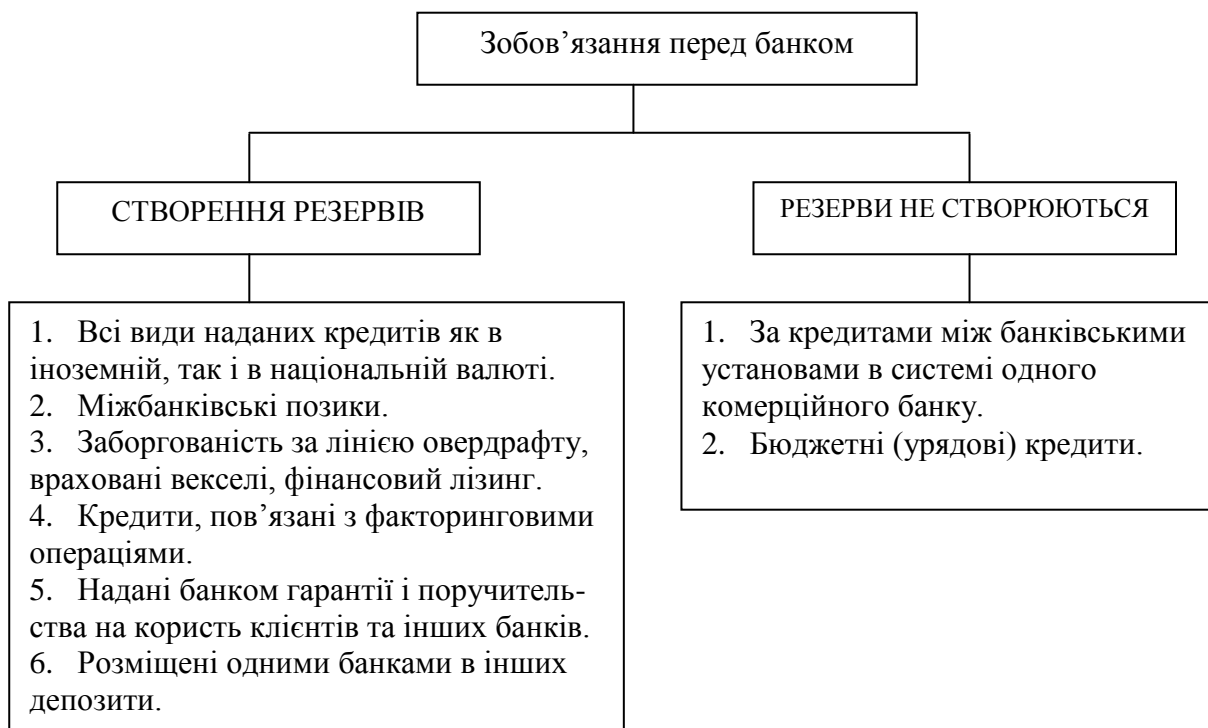 Зобов’язання перед банком
СТВОРЕННЯ РЕЗЕРВІВ
РЕЗЕРВИ НЕ СТВОРЮЮТЬСЯ
1. Всі види наданих кредитів як в
іноземній, так і в національній валюті.
2. Міжбанківські позики.
3. Заборгованість за лінією овердрафту,
враховані векселі, фінансовий лізинг.
4. Кредити, пов’язані з факторинговими
операціями.
5. Надані банком гарантії і поручитель-
ства на користь клієнтів та інших банків.
6. Розміщені одними банками в інших
депозити.
1. За кредитами між банківськими
установами в системі одного
комерційного банку.
2. Бюджетні (урядові) кредити.